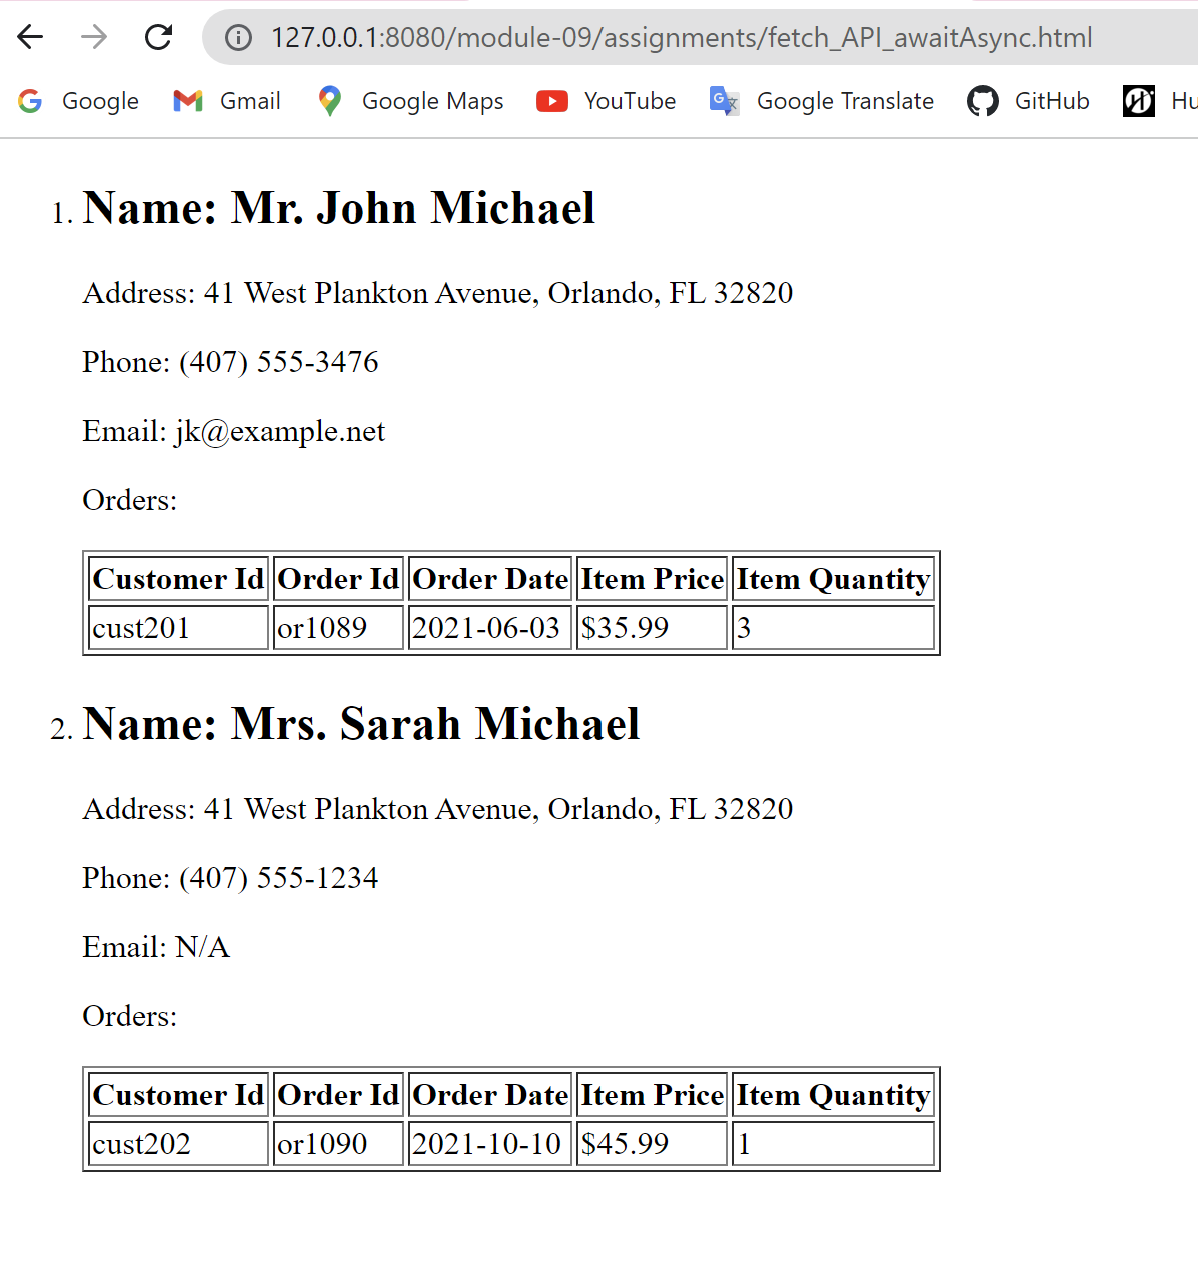 127.0.0.1:8080/module-09/assignments/fetch_API_awaitAsync.html
Google Gmail Google Maps YouTube Google Translate GitHub
1. Name: Mr. John Michael
Address: 41 West Plankton Avenue, Orlando, FL 32820
Phone: (407) 555-3476
Email: jk@example.net
Orders:
Customer Id Order Id Order Date Item Price Item Quantity
cust201 or1089 2021-06-03 $35.99 3
2. Name: Mrs. Sarah Michael
Address: 41 West Plankton Avenue, Orlando, FL 32820
Phone: (407) 555-1234
Email: N/A
Orders:
Customer Id Order Id Order Date Item Price Item Quantity
cust202 or1090 2021-10-10 $45.99 1